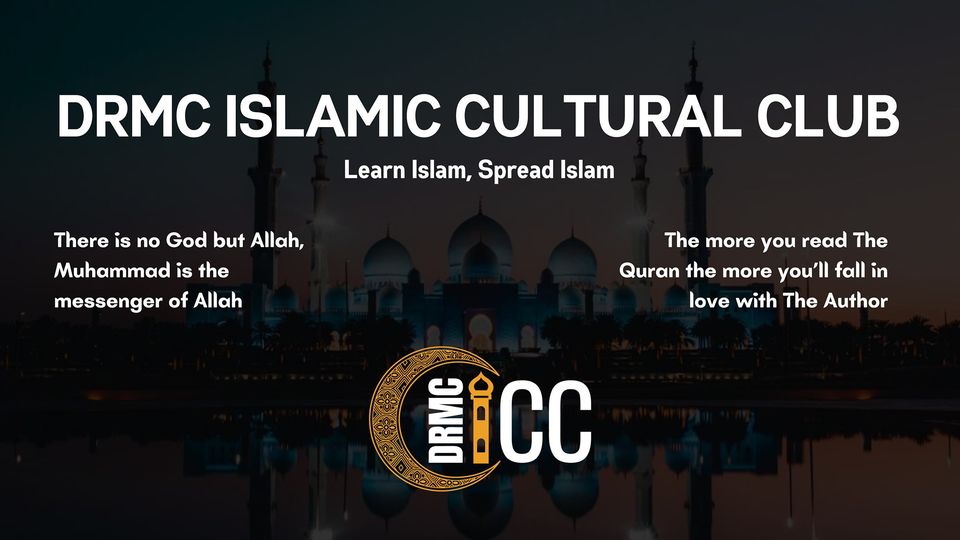 DRMC ISLAMIC CULTURAL CLUB
Learn Islam, Spread Islam
There is no God but Allah,
Muhammad is the
messenger of Allah
The more you read The
Quran the more you'll fall in
love with The Author
DRMC
ICC